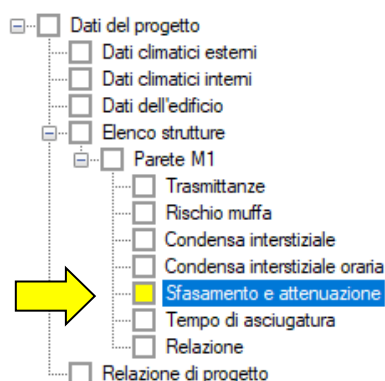 Dati del progetto
Dati climatici esterni
Dati climatici interni
Dati dell'edificio
Elenco strutture
Parete M1
Trasmittanze
Rischio muffa
Condensa interstiziale
Condensa interstiziale oraria
Sfasamento e attenuazione
Tempo di asciugatura
Relazione
Relazione di progetto